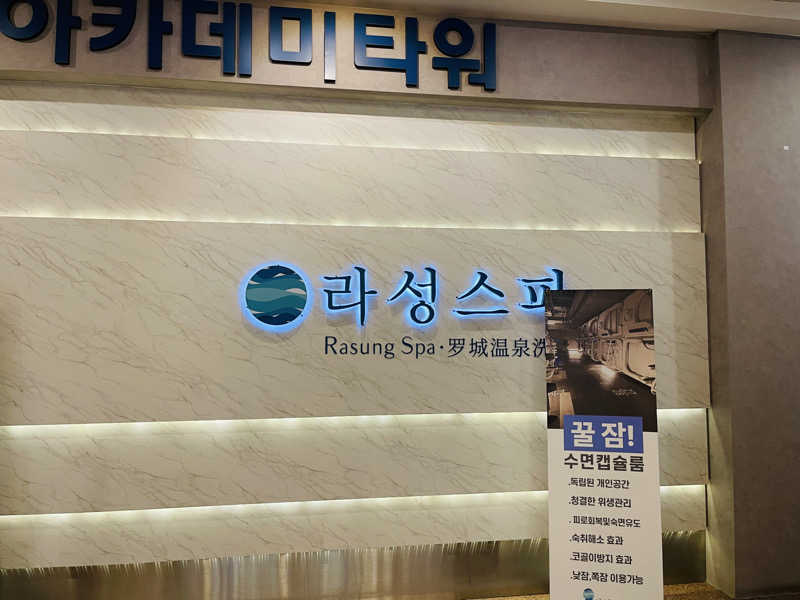 아카데미타워
라성스파
Rasung Spa·罗城温泉洗
꿀 잠!
수면캡슐룸
.독립된 개인공간
.청결한 위생관리
.피로회복및숙면유도
.숙취해소 효과
.코골이방지 효과
.낮잠,쪽잠 이용가능